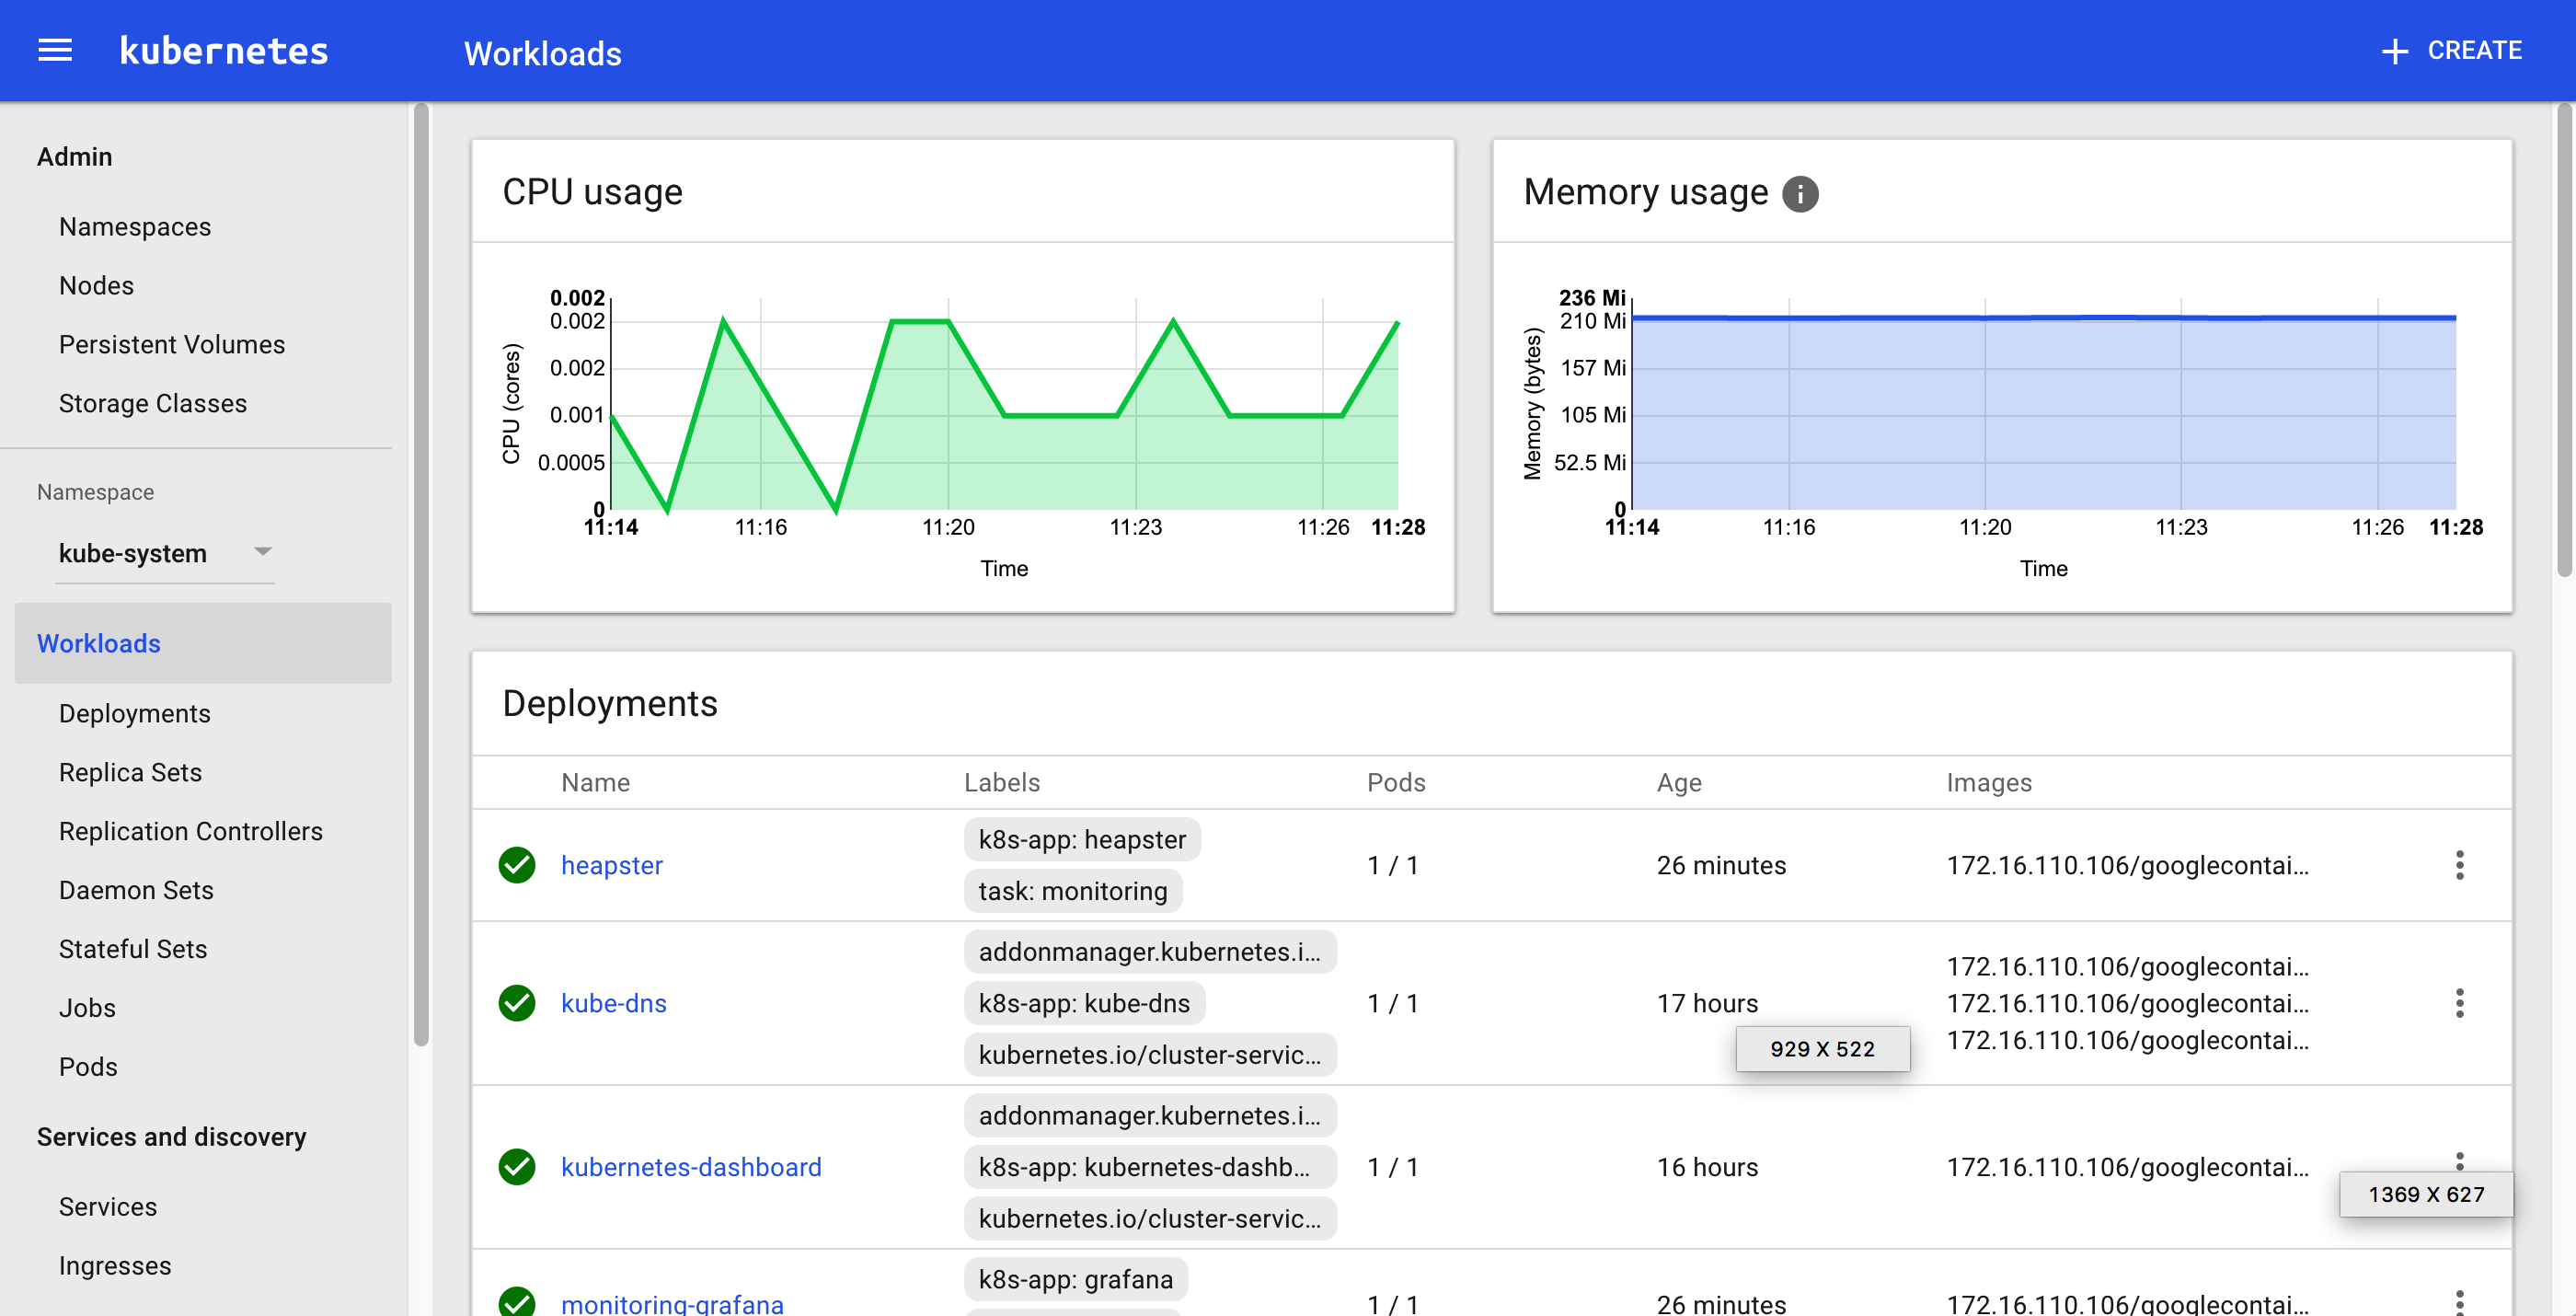 kubernetes
Workloads
CREATE
Admin
Namespaces
Nodes
Persistent Volumes
Storage Classes
Namespace
kube-system
Workloads
Deployments
Replica Sets
Replication Controllers
Daemon Sets
Stateful Sets
Jobs
Pods
Services and discovery
Services
Ingresses
CPU usage
CPU (cores)
0.002
0.002
0.002
0.001
0.0005
0
11:14 11:16 11:20 11:23 11:26 11:28
Time
Memory usage
Memory (bytes)
236 Mi
210 Mi
157 Mi
105 Mi
52.5 Mi
0
11:14 11:16 11:20 11:23 11:26 11:28
Time
Deployments
Name Labels Pods Age Images
heapster
k8s-app: heapster
task: monitoring
1 / 1
26 minutes
172.16.110.106/googlecontai...
kube-dns
addonmanager.kubernetes.i...
k8s-app: kube-dns
kubernetes.io/cluster-servic...
1 / 1
17 hours
172.16.110.106/googlecontai...
172.16.110.106/googlecontai...
172.16.110.106/googlecontai...
929 X 522
kubernetes-dashboard
addonmanager.kubernetes.i...
k8s-app: kubernetes-dashb...
kubernetes.io/cluster-servic...
1 / 1
16 hours
172.16.110.106/googlecontai...
1369 X 627
monitoring-grafana
k8s-app: grafana
1 / 1
26 minutes
172.16.110.106/googlecontai...